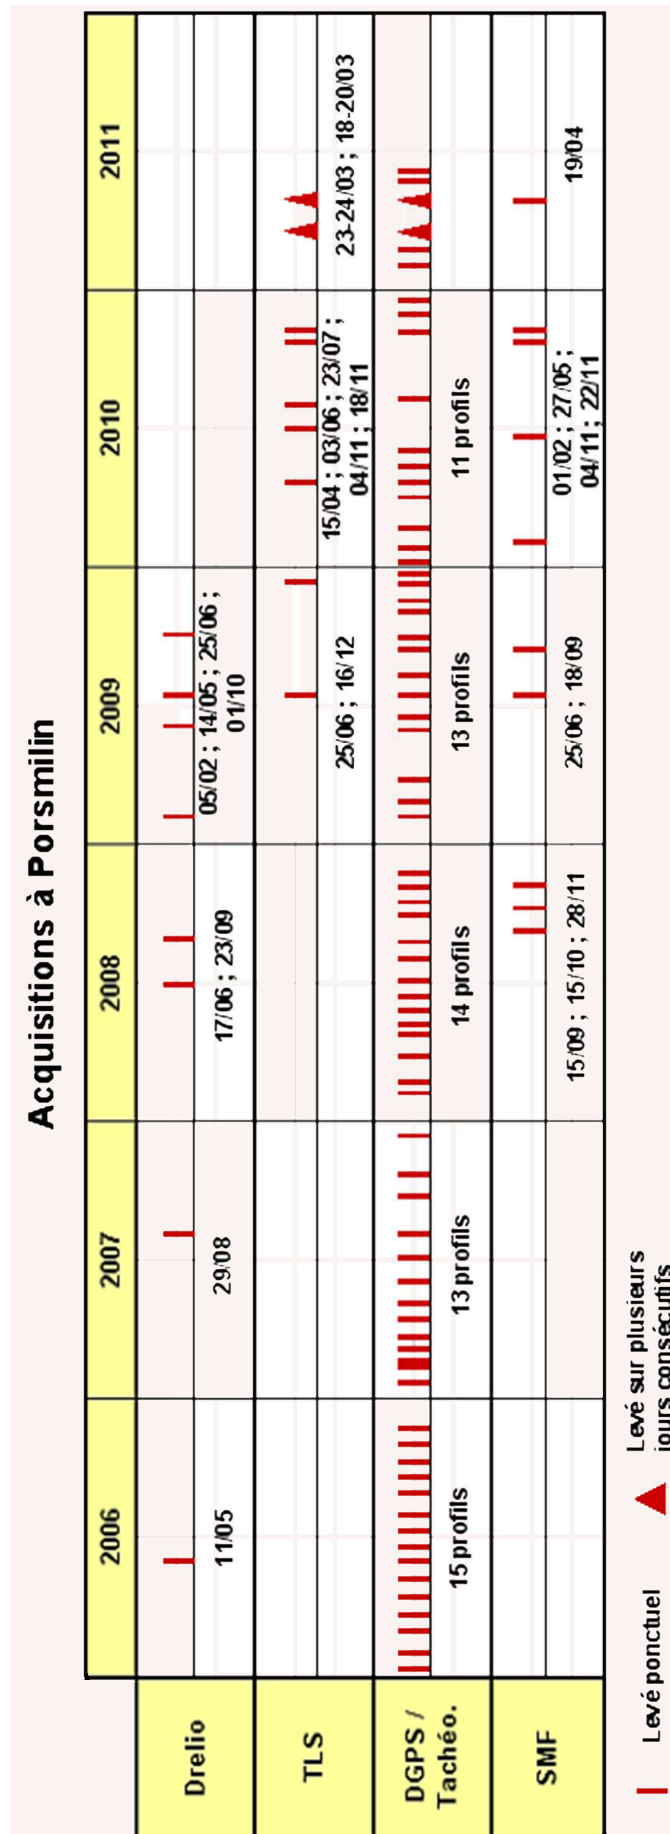 Acquisitions à Porsmilin
2006
2007
2008
2009
2010
2011
Drelio
11/05
29/08
17/06 ; 23/09
05/02 ; 14/05 ; 25/06 ;
01/10
TLS
25/06 ; 16/12
15/04 ; 03/06 ; 23/07 ;
04/11 ; 18/11
23-24/03 ; 18-20/03
DGPS /
Tachéo.
15 profils
13 profils
14 profils
13 profils
11 profils
SMF
15/09 ; 15/10 ; 28/11
25/06 ; 18/09
01/02 ; 27/05 ;
04/11 ; 22/11
19/04
Levé ponctuel
Levé sur plusieurs
jours consécutifs